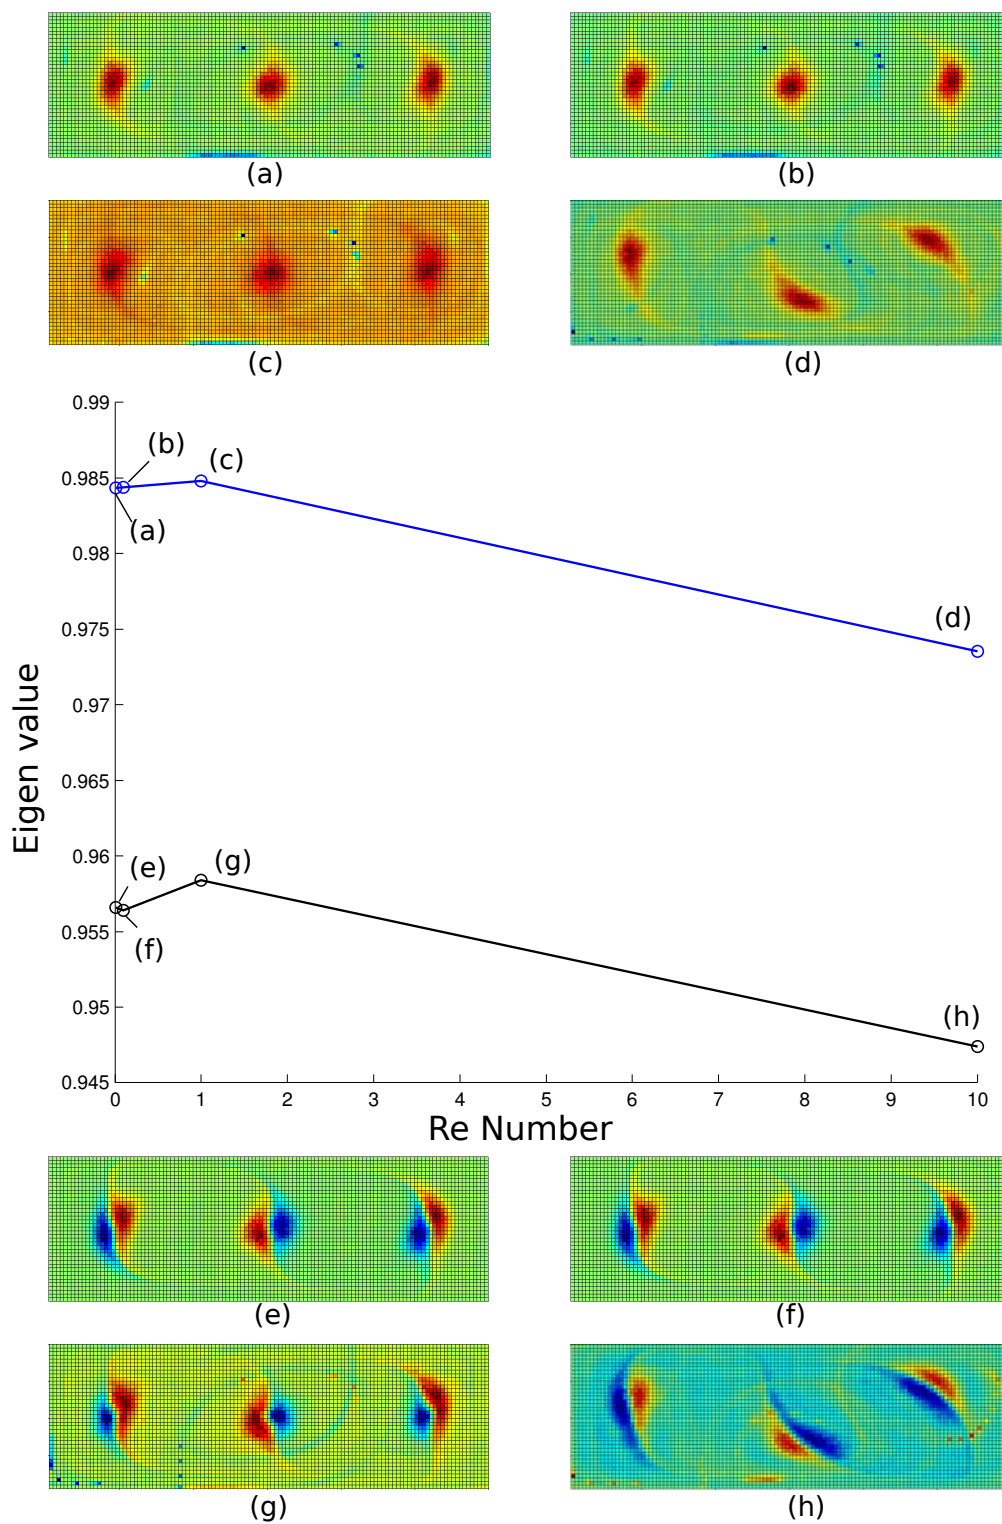 (a) (b)
(c) (d)
0.99
(b) (c)
0.985
(a)
0.98
(d)
0.975
0.97
0.965
0.96
(e) (g)
0.955
(f)
0.95
(h)
0.945
Eigen value
0 1 2 3 4 5 6 7 8 9 10
Re Number
(e) (f)
(g) (h)